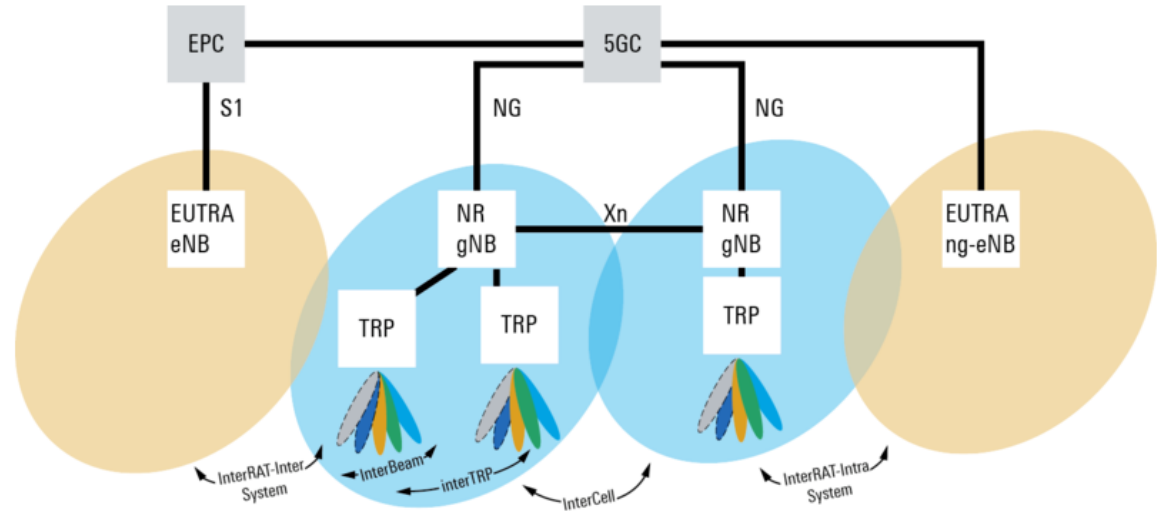 EPC
5GC
S1
NG
NG
EUTRA
eNB
NR
gNB
Xn
NR
gNB
EUTRA
ng-eNB
TRP
TRP
TRP
InterRAT-Inter
System
InterBeam
interTRP
InterCell
InterRAT-Intra
System